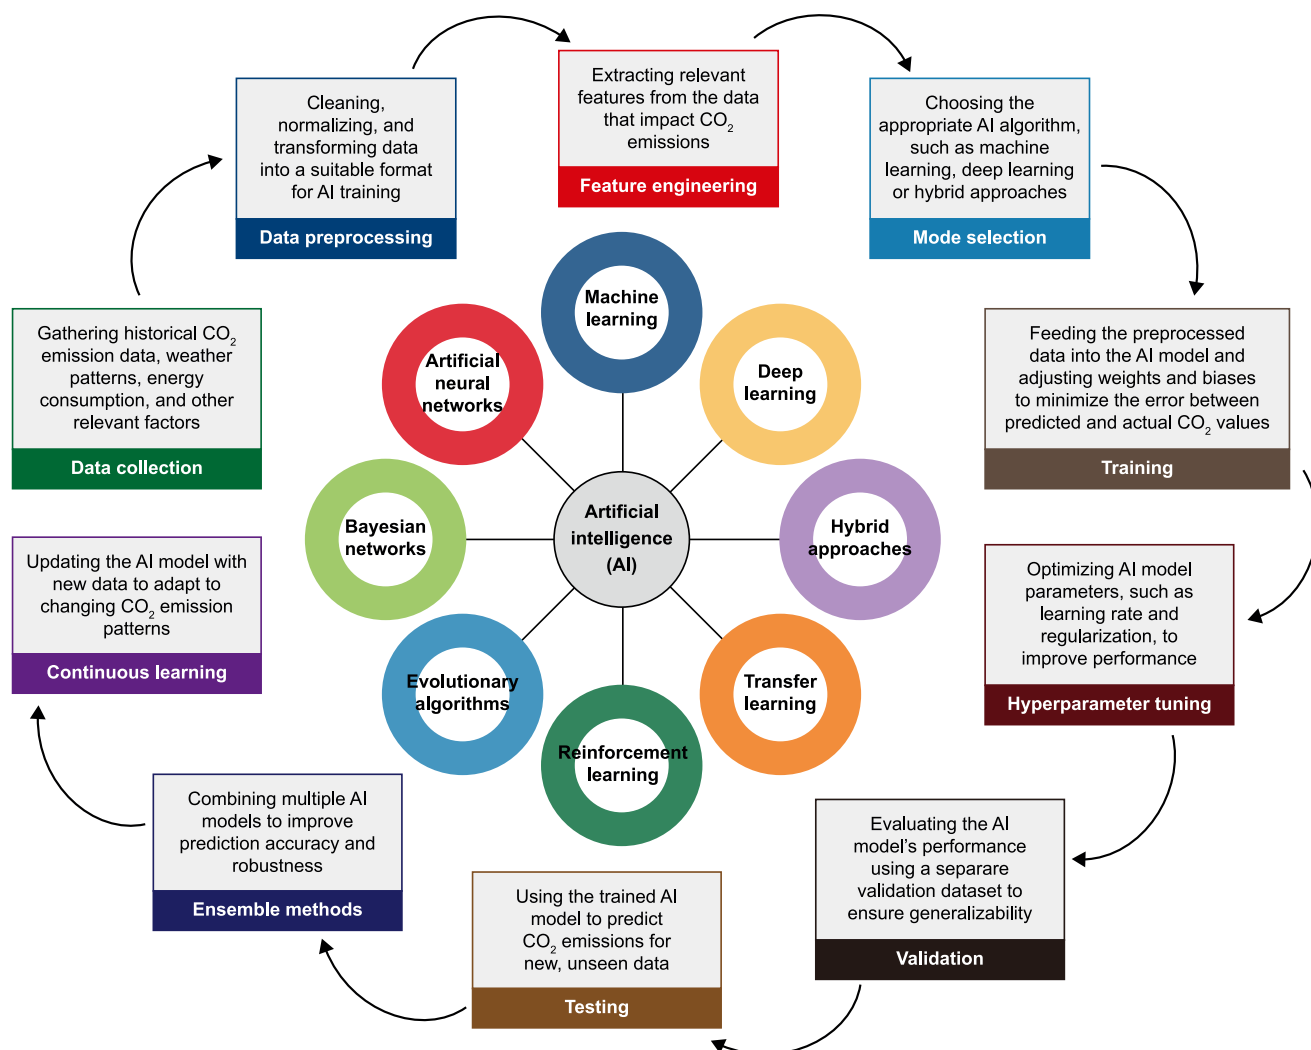 Cleaning,
normalizing, and
transforming data
into a suitable format
for AI training
Data preprocessing
Extracting relevant
features from the data
that impact CO₂
emissions
Feature engineering
Choosing the
appropriate AI algorithm,
such as machine
learning, deep learning
or hybrid approaches
Mode selection
Feeding the preprocessed
data into the AI model and
adjusting weights and biases
to minimize the error between
predicted and actual CO₂ values
Training
Optimizing AI model
parameters, such as
learning rate and
regularization, to
improve performance
Hyperparameter tuning
Evaluating the AI
model's performance
using a separare
validation dataset to
ensure generalizability
Validation
Using the trained AI
model to predict
CO₂ emissions for
new, unseen data
Testing
Combining multiple AI
models to improve
prediction accuracy and
robustness
Ensemble methods
Updating the AI model with
new data to adapt to
changing CO₂ emission
patterns
Continuous learning
Gathering historical CO₂
emission data, weather
patterns, energy
consumption, and other
relevant factors
Data collection
Machine
learning
Deep
learning
Hybrid
approaches
Transfer
learning
Reinforcement
learning
Evolutionary
algorithms
Bayesian
networks
Artificial
neural
networks
Artificial
intelligence
(AI)